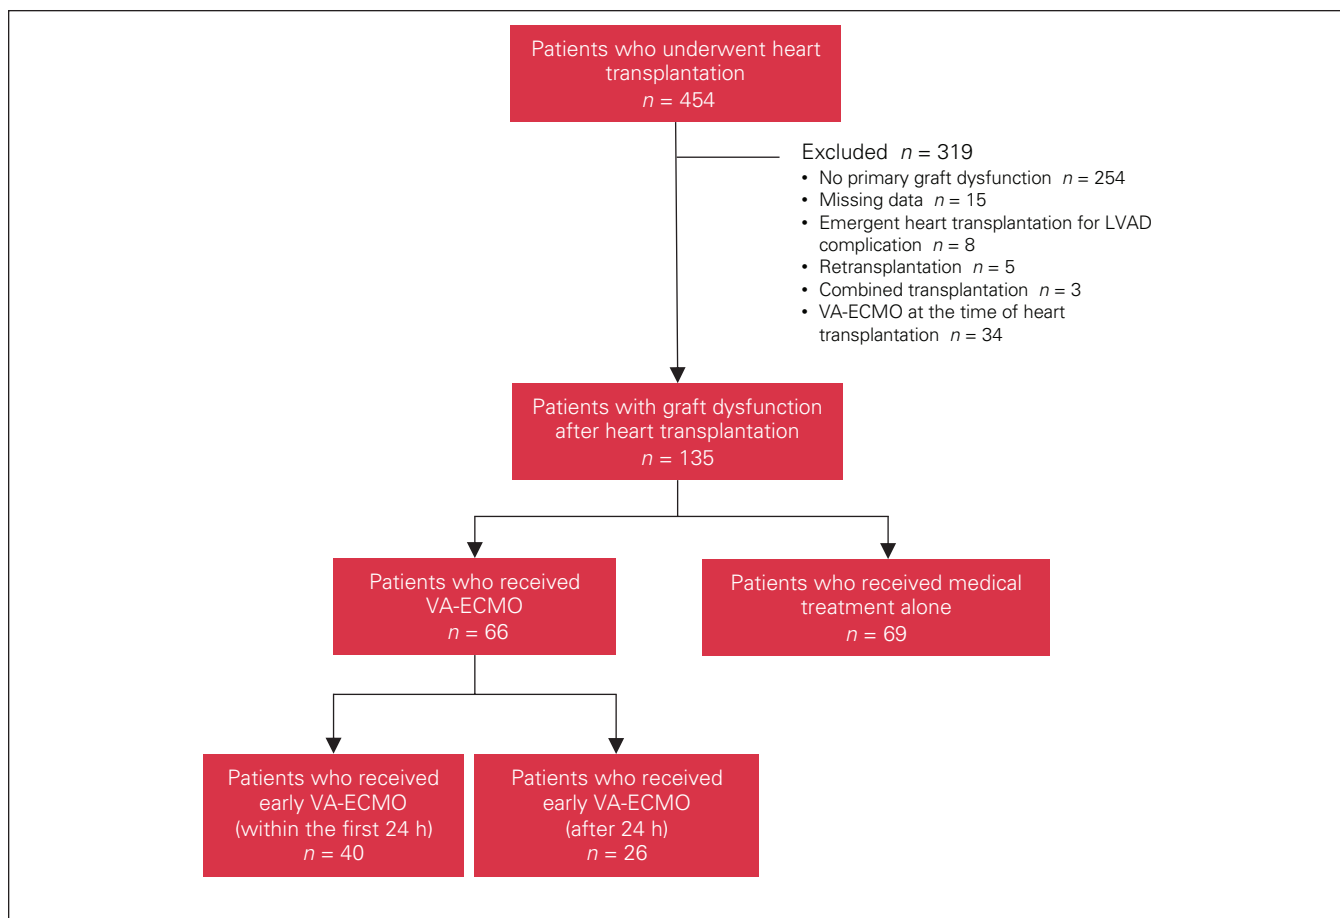 Patients who underwent heart
transplantation
n = 454
Excluded n = 319
• No primary graft dysfunction n = 254
• Missing data n = 15
• Emergent heart transplantation for LVAD
complication n = 8
• Retransplantation n = 5
• Combined transplantation n = 3
• VA-ECMO at the time of heart
transplantation n = 34
Patients with graft dysfunction
after heart transplantation
n = 135
Patients who received
VA-ECMO
n = 66
Patients who received medical
treatment alone
n = 69
Patients who received
early VA-ECMO
(within the first 24 h)
n = 40
Patients who received
early VA-ECMO
(after 24 h)
n = 26